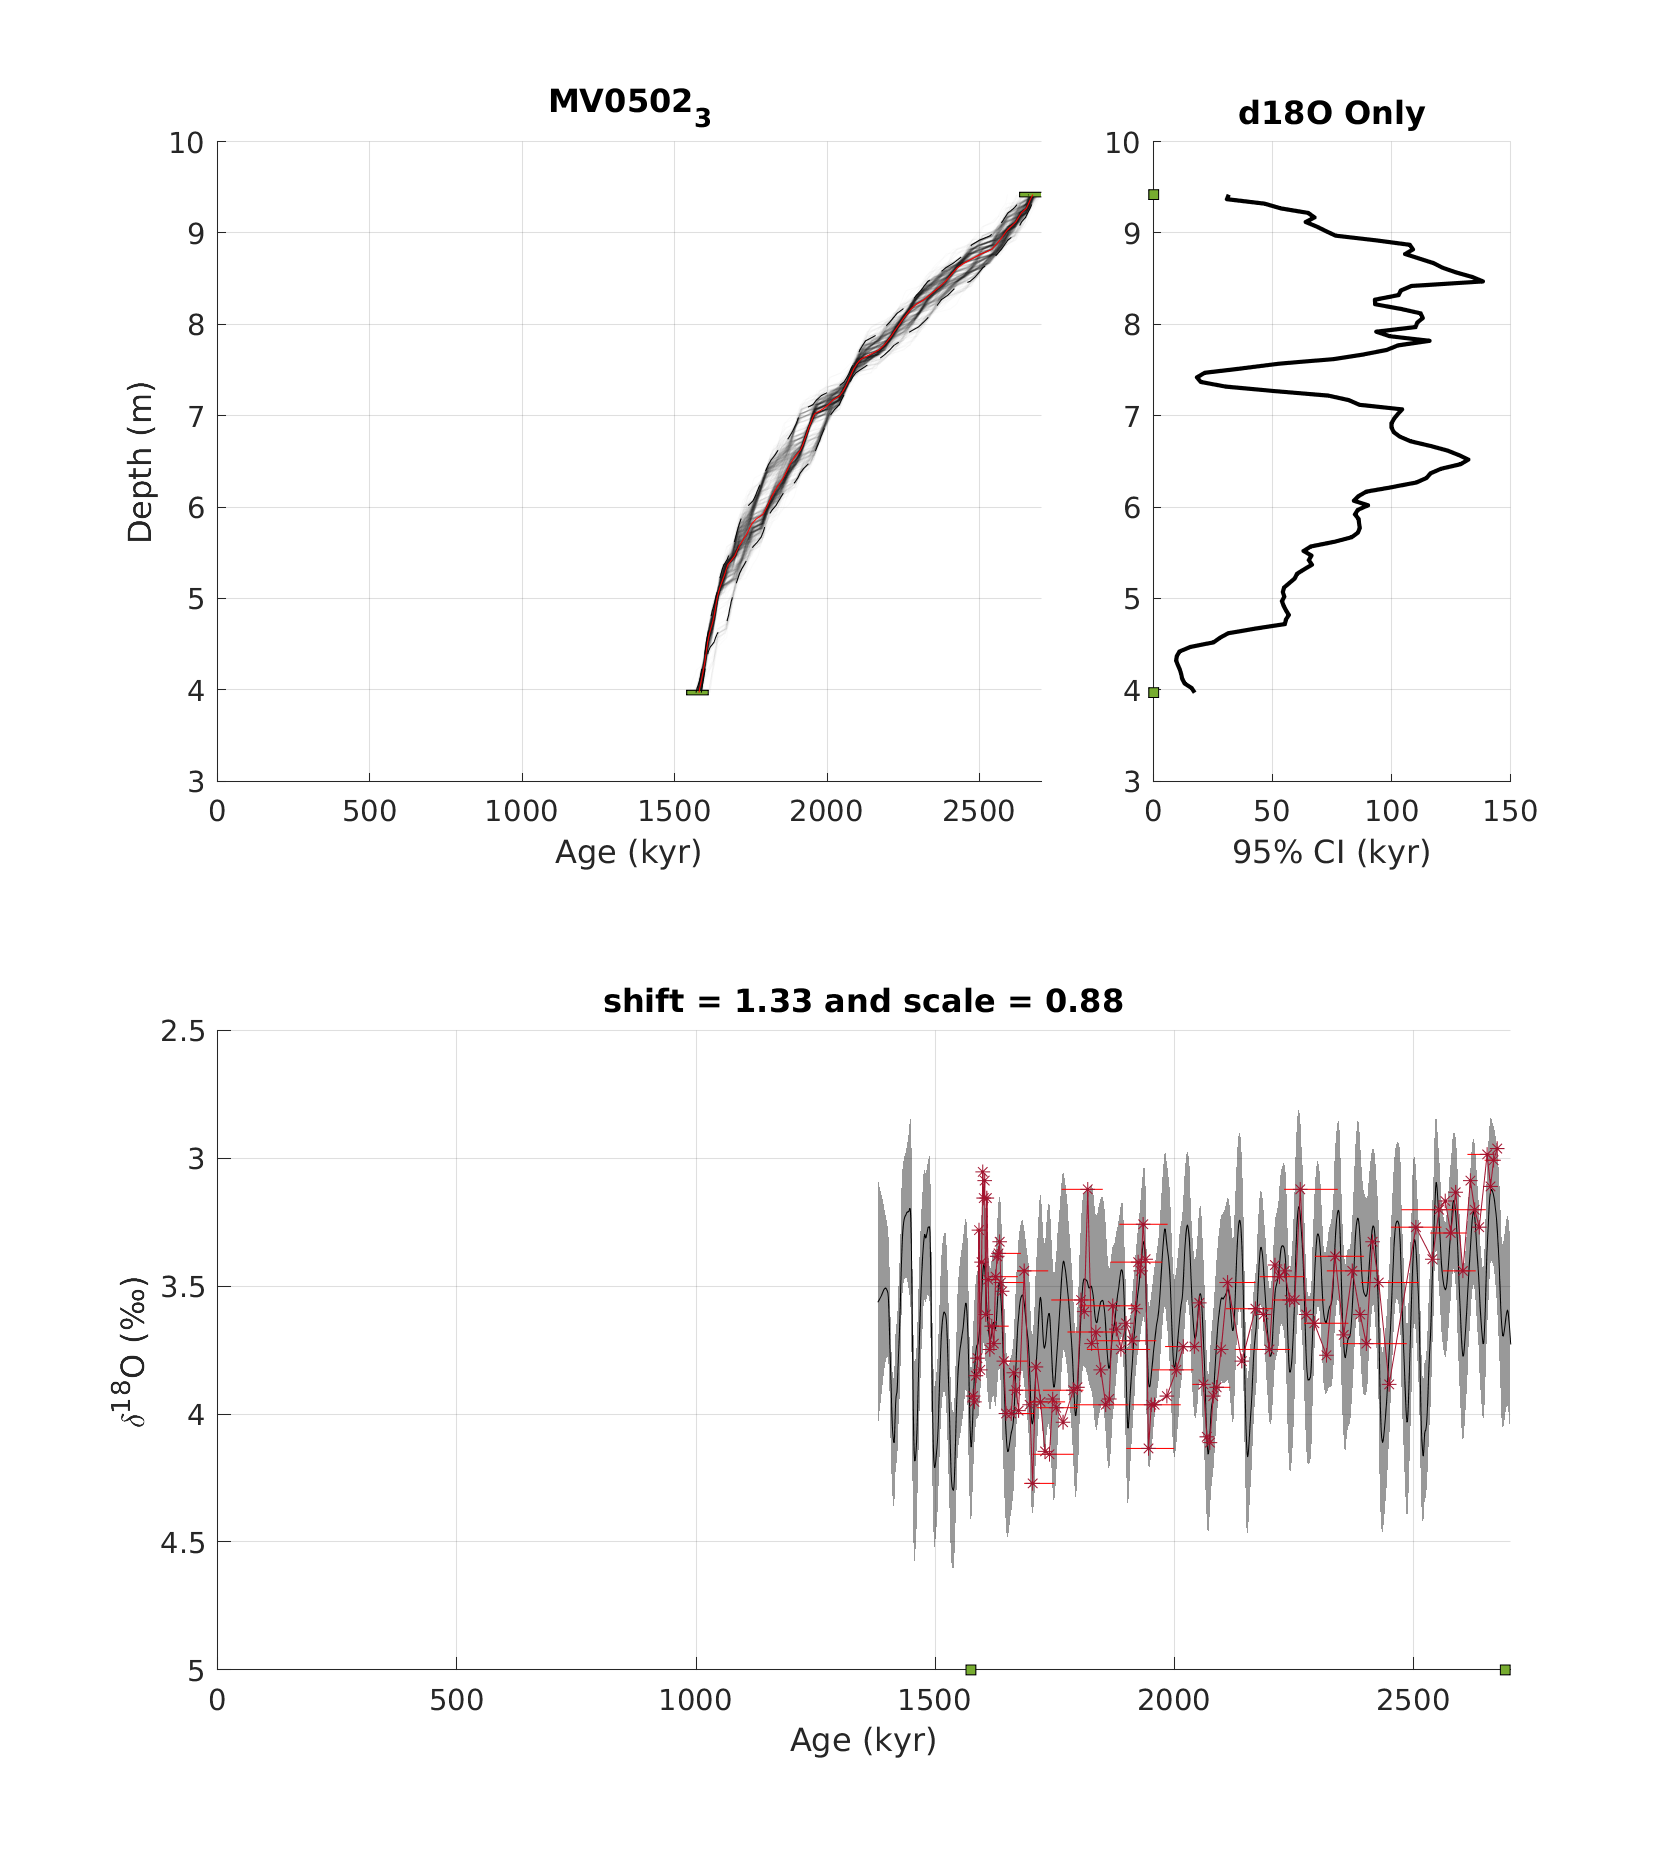 MV0502₃
10
9
8
7
6
5
4
3
Depth (m)
0 500 1000 1500 2000 2500
Age (kyr)
d18O Only
10
9
8
7
6
5
4
3
0 50 100 150
95% CI (kyr)
shift = 1.33 and scale = 0.88
2.5
3
3.5
4
4.5
5
δ¹⁸O (‰)
0 500 1000 1500 2000 2500
Age (kyr)